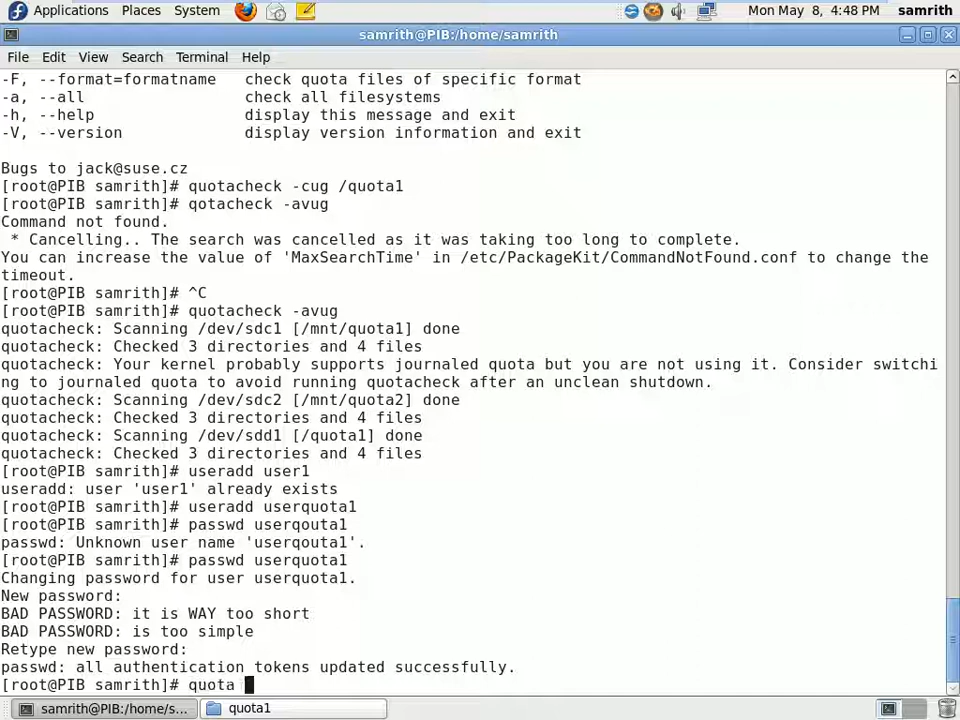 Applications Places System Mon May 8, 4:48 PM samrith
samrith@PIB:/home/samrith
File Edit View Search Terminal Help
-F, --format=formatname check quota files of specific format
-a, --all check all filesystems
-h, --help display this message and exit
-V, --version display version information and exit
Bugs to jack@suse.cz
[root@PIB samrith]# quotacheck -cug /quota1
[root@PIB samrith]# qotacheck -avug
Command not found.
* Cancelling.. The search was cancelled as it was taking too long to complete.
You can increase the value of 'MaxSearchTime' in /etc/PackageKit/CommandNotFound.conf to change the
timeout.
[root@PIB samrith]# ^C
[root@PIB samrith]# quotacheck -avug
quotacheck: Scanning /dev/sdc1 [/mnt/quota1] done
quotacheck: Checked 3 directories and 4 files
quotacheck: Your kernel probably supports journaled quota but you are not using it. Consider switchi
ng to journaled quota to avoid running quotacheck after an unclean shutdown.
quotacheck: Scanning /dev/sdc2 [/mnt/quota2] done
quotacheck: Checked 3 directories and 4 files
quotacheck: Scanning /dev/sdd1 [/quota1] done
quotacheck: Checked 3 directories and 4 files
[root@PIB samrith]# useradd user1
useradd: user 'user1' already exists
[root@PIB samrith]# useradd userquota1
[root@PIB samrith]# passwd userqouta1
passwd: Unknown user name 'userqouta1'.
[root@PIB samrith]# passwd userquota1
Changing password for user userquota1.
New password:
BAD PASSWORD: it is WAY too short
BAD PASSWORD: is too simple
Retype new password:
passwd: all authentication tokens updated successfully.
[root@PIB samrith]# quota
samrith@PIB:/home/s... quota1